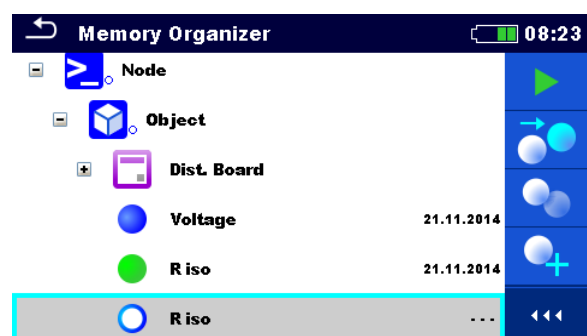 Memory Organizer 08:23
Node
Object
Dist. Board
Voltage 21.11.2014
R iso 21.11.2014
R iso - - -